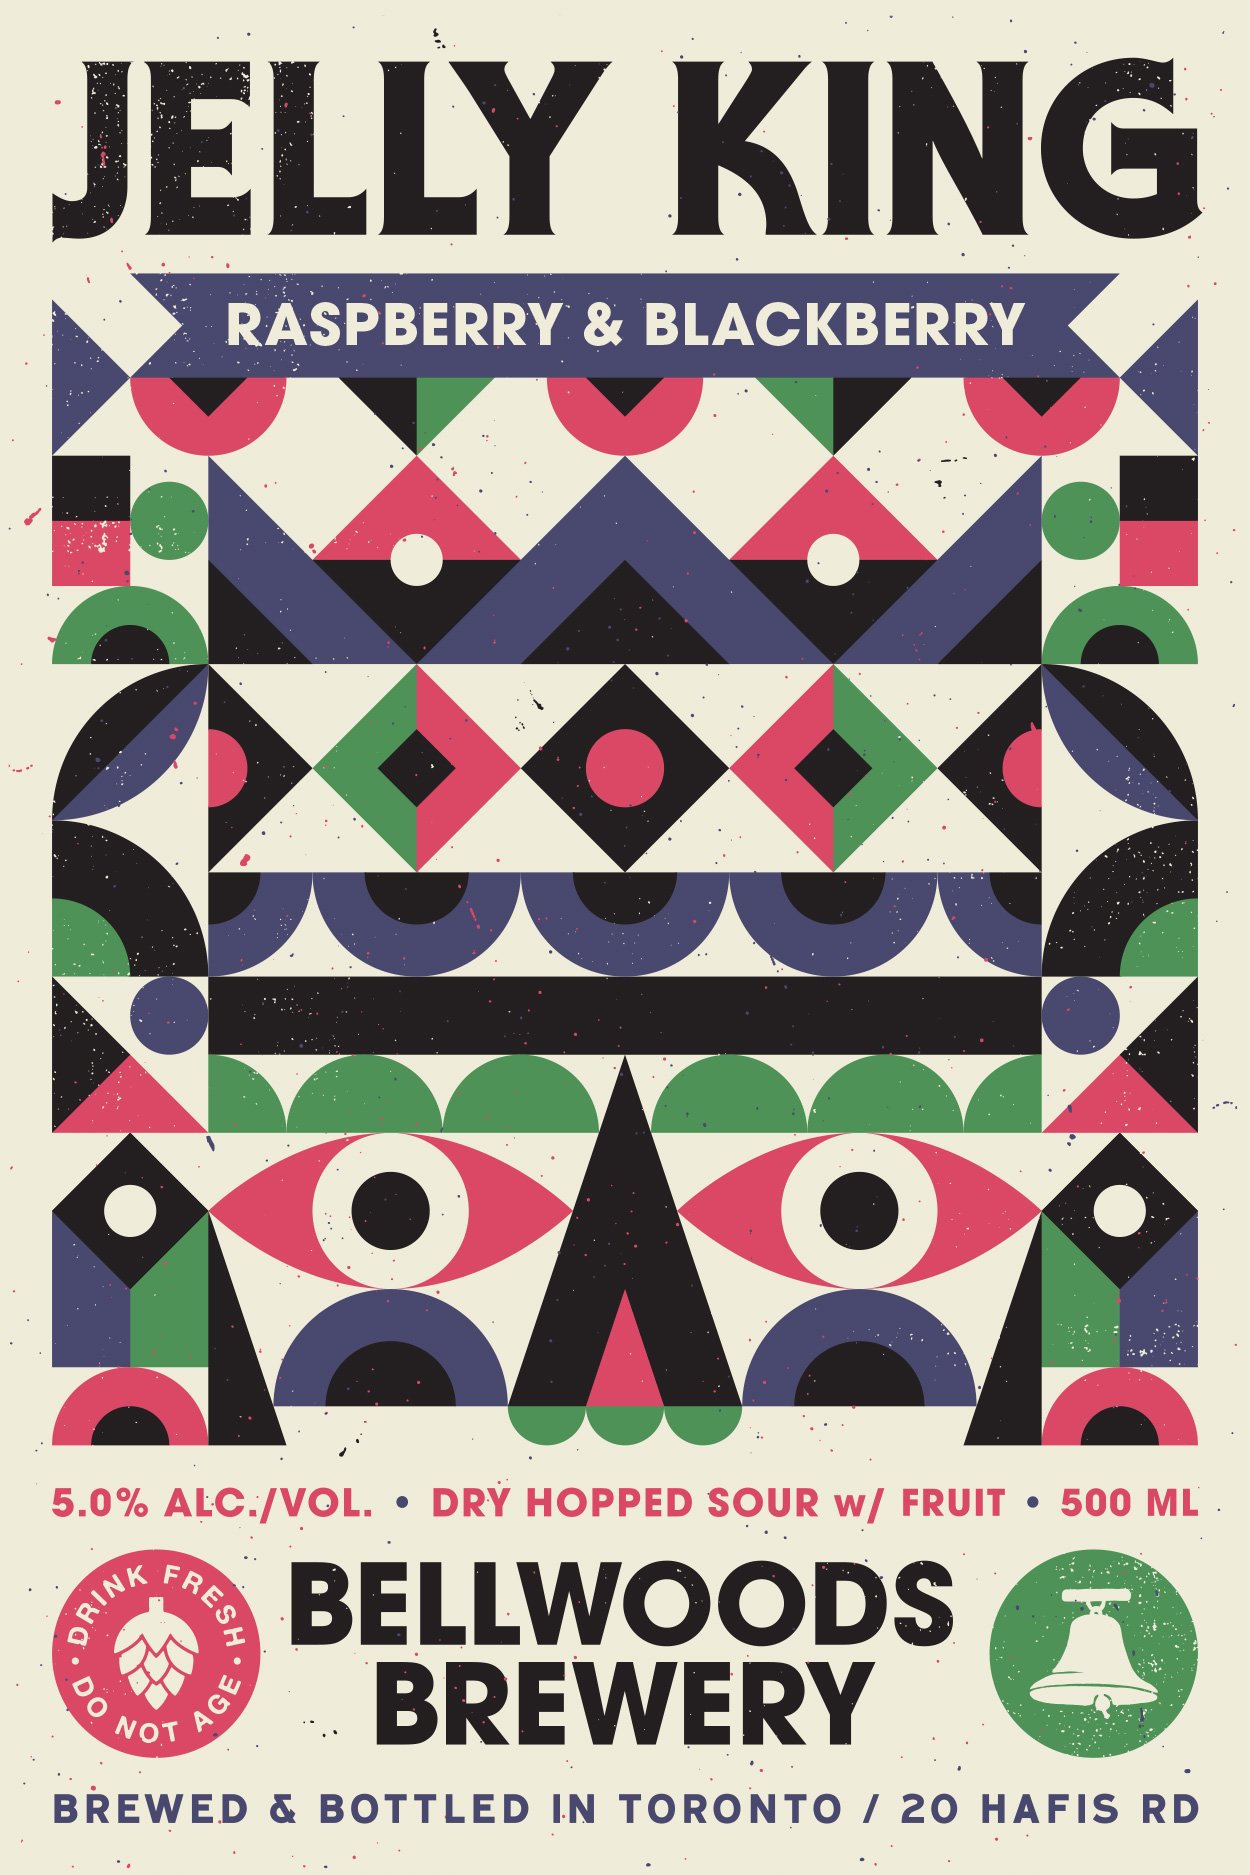 JELLY KING
RASPBERRY & BLACKBERRY
5.0% ALC./VOL. • DRY HOPPED SOUR w/ FRUIT • 500 ML
• DRINK FRESH •
DO NOT AGE
BELLWOODS
BREWERY
BREWED & BOTTLED IN TORONTO / 20 HAFIS RD